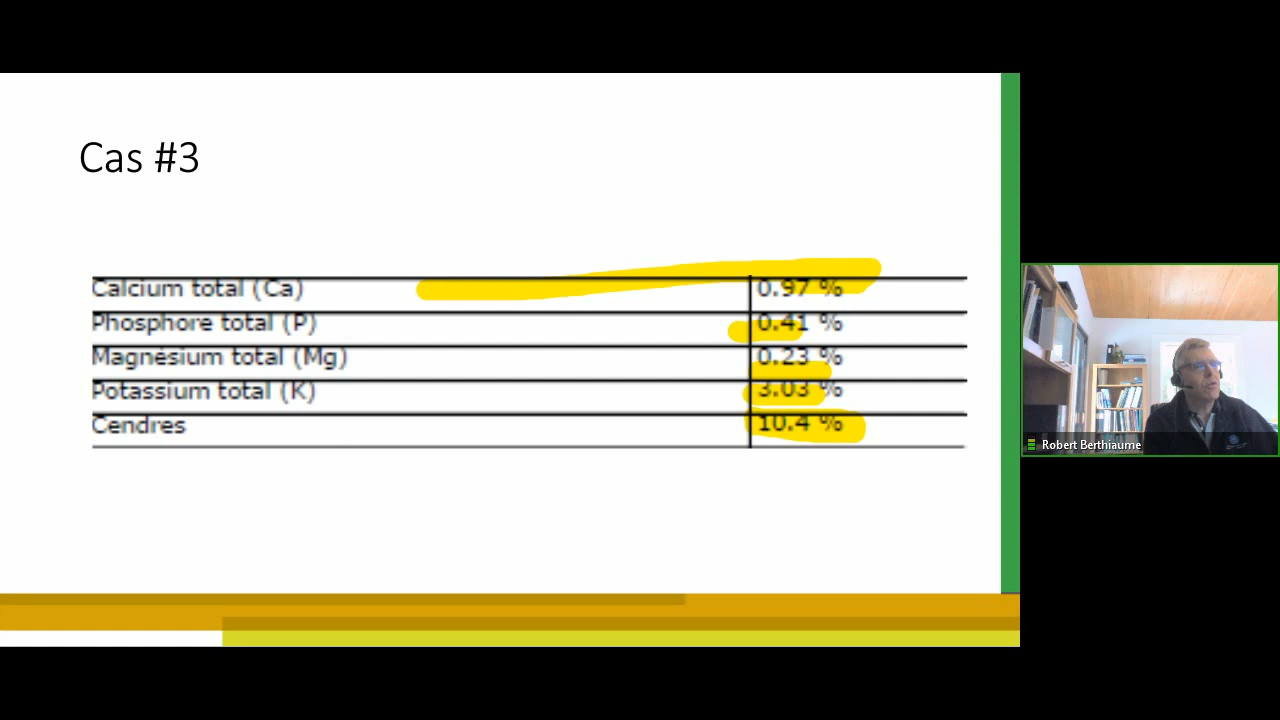 Cas #3
Calcium total (Ca) 0.97 %
Phosphore total (P) 0.41 %
Magnésium total (Mg) 0.23 %
Potassium total (K) 3.03 %
Cendres 10.4 %
Robert Berthiaume